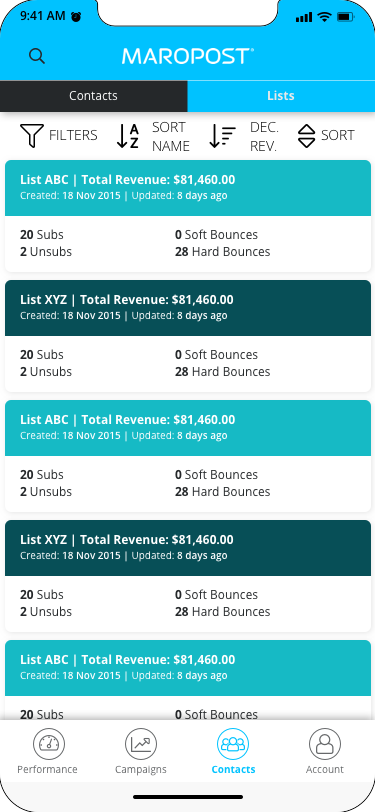 9:41 AM
MAROPOST
Contacts
Lists
FILTERS
A
Z
SORT
NAME
DEC.
REV.
SORT
List ABC | Total Revenue: $81,460.00
Created: 18 Nov 2015 | Updated: 8 days ago
20 Subs 0 Soft Bounces
2 Unsubs 28 Hard Bounces
List XYZ | Total Revenue: $81,460.00
Created: 18 Nov 2015 | Updated: 8 days ago
20 Subs 0 Soft Bounces
2 Unsubs 28 Hard Bounces
List ABC | Total Revenue: $81,460.00
Created: 18 Nov 2015 | Updated: 8 days ago
20 Subs 0 Soft Bounces
2 Unsubs 28 Hard Bounces
List XYZ | Total Revenue: $81,460.00
Created: 18 Nov 2015 | Updated: 8 days ago
20 Subs 0 Soft Bounces
2 Unsubs 28 Hard Bounces
List ABC | Total Revenue: $81,460.00
Created: 18 Nov 2015 | Updated: 8 days ago
20 Subs 0 Soft Bounces
Performance Campaigns Contacts Account